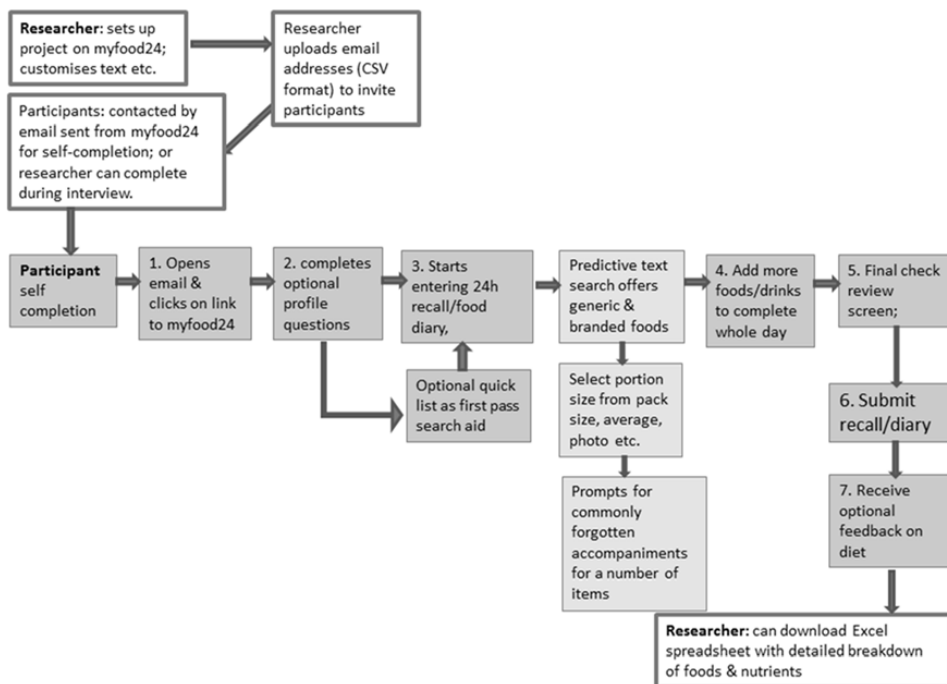 Researcher: sets up
project on myfood24;
customises text etc.
Researcher
uploads email
addresses (CSV
format) to invite
participants
Participants: contacted by
email sent from myfood24
for self-completion; or
researcher can complete
during interview.
Participant
self
completion
1. Opens
email &
clicks on link
to myfood24
2. completes
optional
profile
questions
3. Starts
entering 24h
recall/food
diary,
Optional quick
list as first pass
search aid
Predictive text
search offers
generic &
branded foods
Select portion
size from pack
size, average,
photo etc.
Prompts for
commonly
forgotten
accompaniments
for a number of
items
4. Add more
foods/drinks
to complete
whole day
5. Final check
review
screen;
6. Submit
recall/diary
7. Receive
optional
feedback on
diet
Researcher: can download Excel
spreadsheet with detailed breakdown
of foods & nutrients